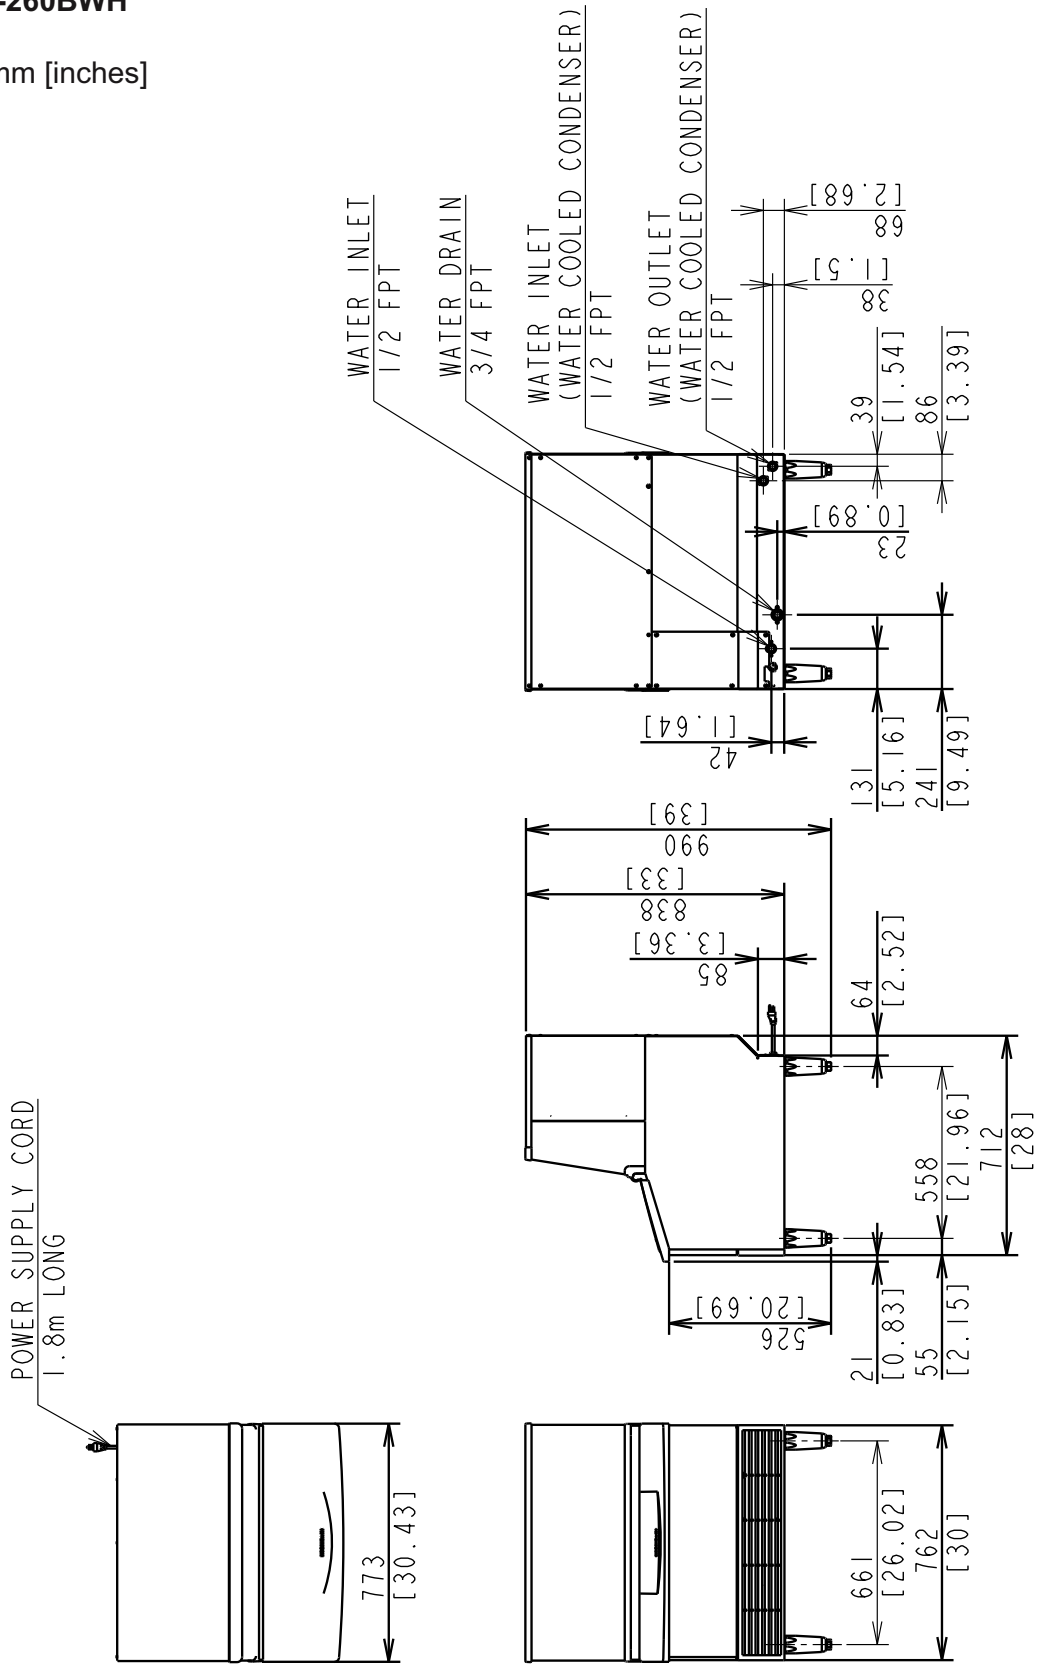 -260BWH
mm [inches]
WATER INLET
1/2 FPT
WATER DRAIN
3/4 FPT
WATER INLET
(WATER COOLED CONDENSER)
1/2 FPT
WATER OUTLET
(WATER COOLED CONDENSER)
1/2 FPT
68
[2.68]
38
[1.5]
39
[1.54]
86
[3.39]
23
[0.89]
42
[1.64]
131
[5.16]
241
[9.49]
990
[39]
838
[33]
85
[3.36]
64
[2.52]
558
[21.96]
712
[28]
526
[20.69]
21
[0.83]
55
[2.15]
POWER SUPPLY CORD
1.8m LONG
773
[30.43]
661
[26.02]
762
[30]